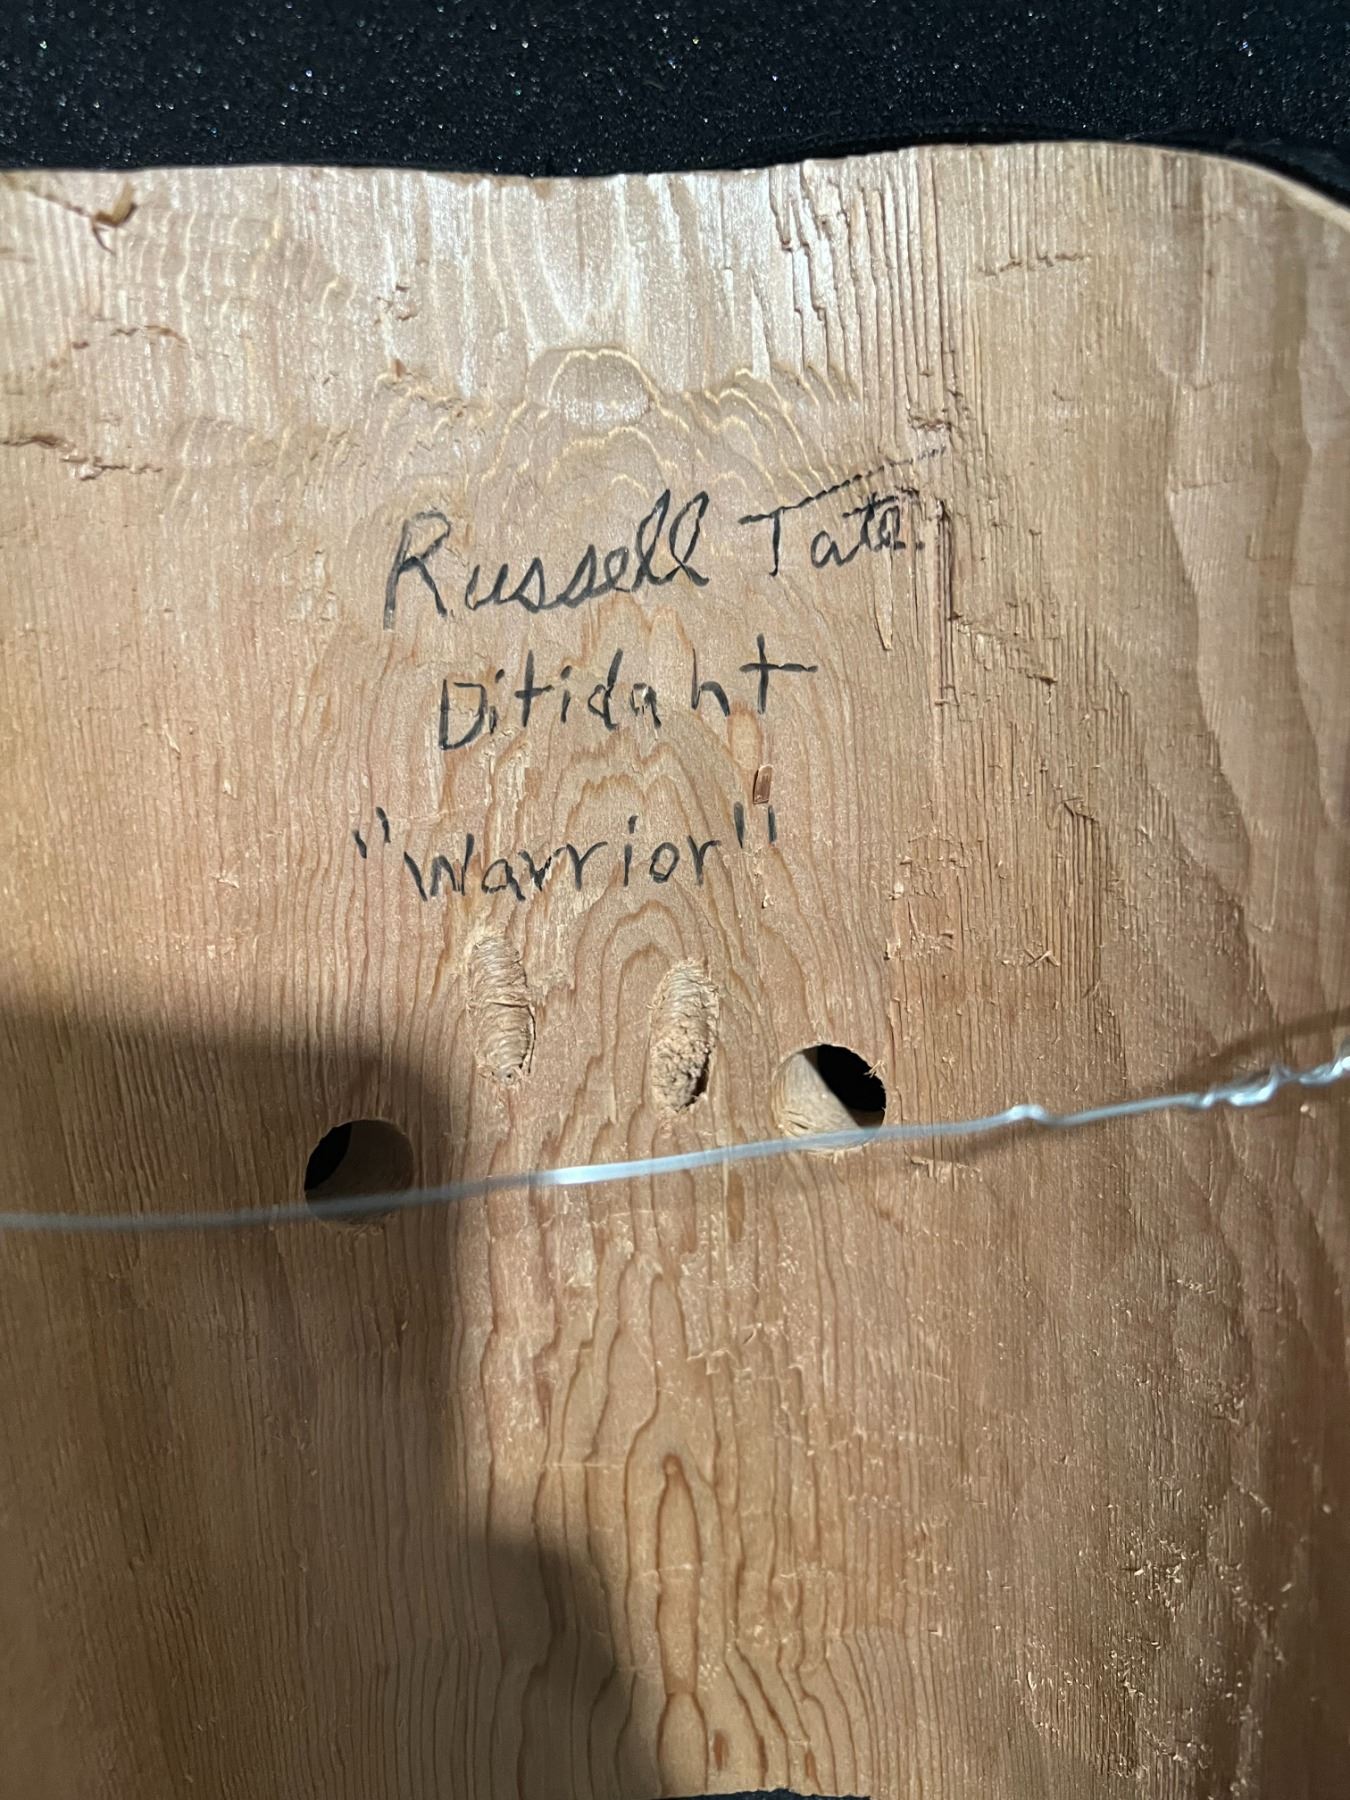 Russell Tate.
Ditidaht
"Warrior"